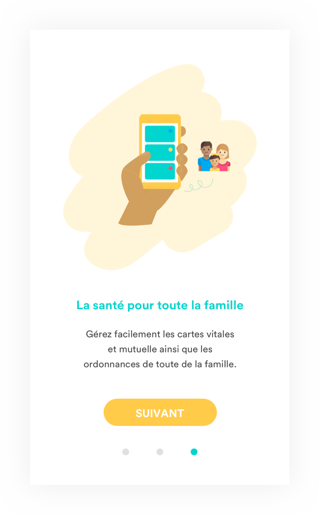 La santé pour toute la famille
Gérez facilement les cartes vitales
et mutuelle ainsi que les
ordonnances de toute de la famille.
SUIVANT